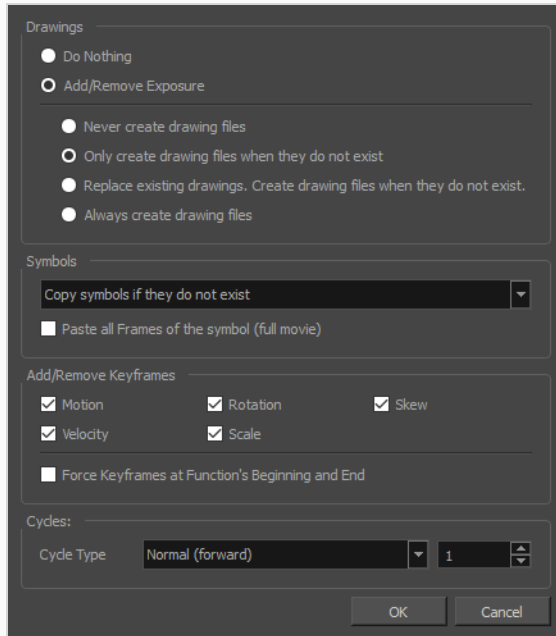 Drawings
Do Nothing
Add/Remove Exposure
Never create drawing files
Only create drawing files when they do not exist
Replace existing drawings. Create drawing files when they do not exist.
Always create drawing files
Symbols
Copy symbols if they do not exist
Paste all Frames of the symbol (full movie)
Add/Remove Keyframes
Motion Rotation Skew
Velocity Scale
Force Keyframes at Function's Beginning and End
Cycles:
Cycle Type Normal (forward) 1
OK Cancel